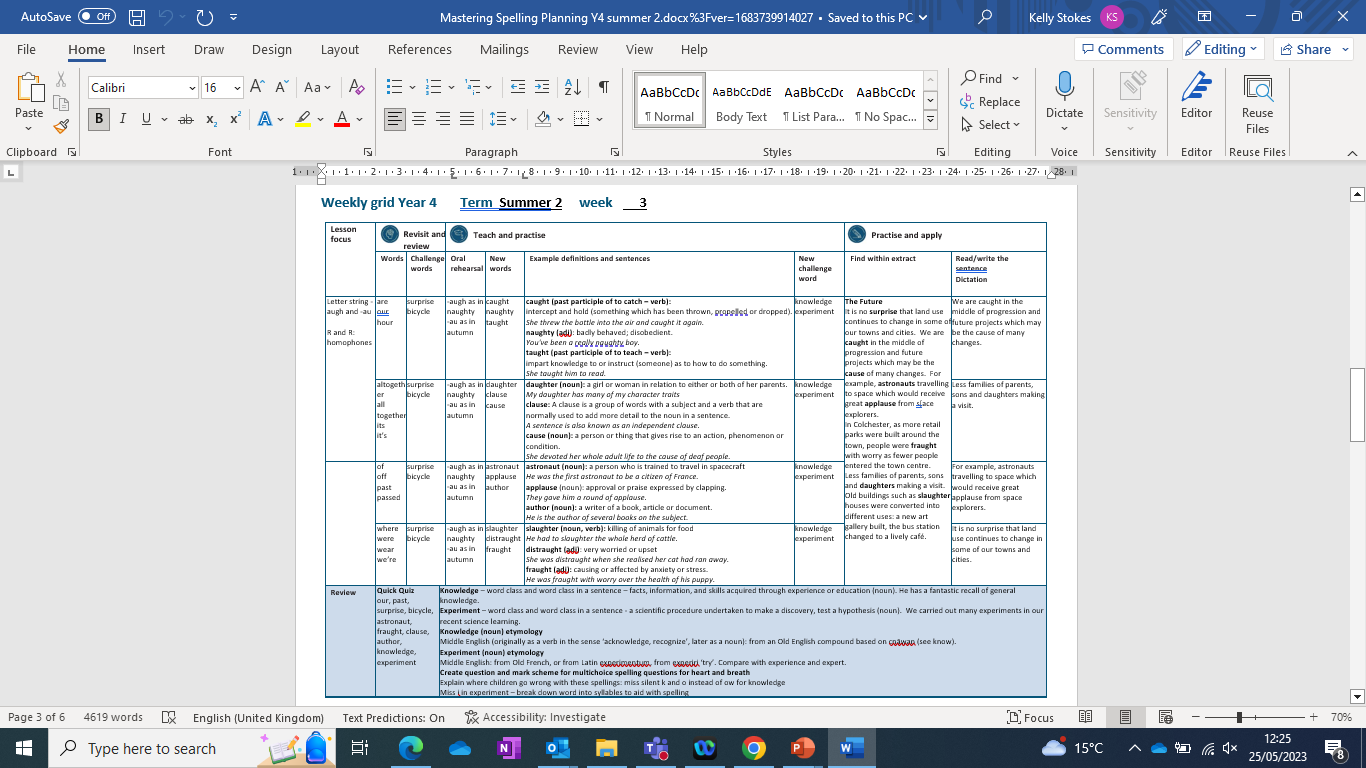 AutoSave Off
Mastering Spelling Planning Y4 summer 2.docx%3Fver=1683739914027 • Saved to this PC
Kelly Stokes KS
File Home Insert Draw Design Layout References Mailings Review View Help
Comments Editing Share
Paste
Calibri 16
Aa
B I U ab x₂ x² A A
AaBbCcDc AaBbCcDdE AaBbCcDc AaBbCcDc
¶ Normal Body Text ¶ List Para... ¶ No Spac...
Find
Replace
Select
Dictate
Sensitivity
Editor
Reuse Files
Clipboard Font Paragraph Styles Editing Voice Sensitivity Editor Reuse Files
1 1 2 3 4 5 6 7 8 9 10 11 12 13 14 15 16 17 18 19 20 21 22 23 24 25 26 27 28
Weekly grid Year 4 Term Summer 2 week 3
Lesson focus
Revisit and review
Teach and practise
Practise and apply
Words
Challenge words
Oral rehearsal
New words
Example definitions and sentences
New challenge word
Find within extract
Read/write the sentence
Dictation
Letter string -
augh and -au
R and R:
homophones
are
our
hour
surprise
bicycle
-augh as in
naughty
-au as in
autumn
caught
naughty
taught
caught (past participle of to catch – verb):
intercept and hold (something which has been thrown, propelled or dropped).
She threw the bottle into the air and caught it again.
naughty (adj): badly behaved; disobedient.
You've been a really naughty boy.
taught (past participle of to teach – verb):
impart knowledge to or instruct (someone) as to how to do something.
She taught him to read.
knowledge
experiment
The Future
It is no surprise that land use
continues to change in some of
our towns and cities. We are
caught in the middle of
progression and future
projects which may be the
cause of many changes. For
example, astronauts travelling
to space which would receive
great applause from space
explorers.
In Colchester, as more retail
parks were built around the
town, people were fraught
with worry as fewer people
entered the town centre.
Less families of parents, sons
and daughters making a visit.
Old buildings such as slaughter
houses were converted into
different uses: a new art
gallery built, the bus station
changed to a lively café.
We are caught in the
middle of progression and
future projects which may
be the cause of many
changes.
altogeth
er
all
together
its
it's
surprise
bicycle
-augh as in
naughty
-au as in
autumn
daughter
clause
cause
daughter (noun): a girl or woman in relation to either or both of her parents.
My daughter has many of my character traits
clause: A clause is a group of words with a subject and a verb that are
normally used to add more detail to the noun in a sentence.
A sentence is also known as an independent clause.
cause (noun): a person or thing that gives rise to an action, phenomenon or
condition.
She devoted her whole adult life to the cause of deaf people.
knowledge
experiment
Less families of parents,
sons and daughters making
a visit.
of
off
past
passed
surprise
bicycle
-augh as in
naughty
-au as in
autumn
astronaut
applause
author
astronaut (noun): a person who is trained to travel in spacecraft
He was the first astronaut to be a citizen of France.
applause (noun): approval or praise expressed by clapping.
They gave him a round of applause.
author (noun): a writer of a book, article or document.
He is the author of several books on the subject.
knowledge
experiment
For example, astronauts
travelling to space which
would receive great
applause from space
explorers.
where
were
wear
we're
surprise
bicycle
-augh as in
naughty
-au as in
autumn
slaughter
distraught
fraught
slaughter (noun, verb): killing of animals for food
He had to slaughter the whole herd of cattle.
distraught (adj): very worried or upset
She was distraught when she realised her cat had ran away.
fraught (adj): causing or affected by anxiety or stress.
He was fraught with worry over the health of his puppy.
knowledge
experiment
It is no surprise that land
use continues to change in
some of our towns and
cities.
Review
Quick Quiz
our, past,
surprise, bicycle,
astronaut,
fraught, clause,
author,
knowledge,
experiment
Knowledge – word class and word class in a sentence – facts, information, and skills acquired through experience or education (noun). He has a fantastic recall of general
knowledge.
Experiment – word class and word class in a sentence - a scientific procedure undertaken to make a discovery, test a hypothesis (noun). We carried out many experiments in our
recent science learning.
Knowledge (noun) etymology
Middle English (originally as a verb in the sense 'acknowledge, recognize', later as a noun): from an Old English compound based on cnāwan (see know).
Experiment (noun) etymology
Middle English: from Old French, or from Latin experimentum, from experiri 'try'. Compare with experience and expert.
Create question and mark scheme for multichoice spelling questions for heart and breath
Explain where children go wrong with these spellings: miss silent k and o instead of ow for knowledge
Miss i in experiment – break down word into syllables to aid with spelling
Page 3 of 6 4619 words English (United Kingdom) Text Predictions: On Accessibility: Investigate Focus 70%
Type here to search
15°C
12:25
25/05/2023
8